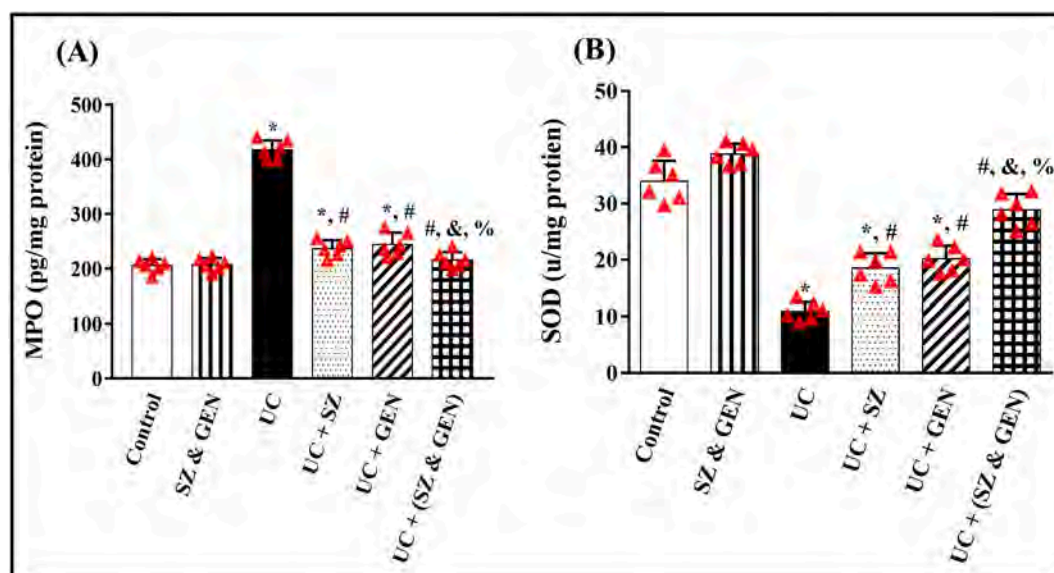 (A)
MPO (pg/mg protein)
500
400
300
200
100
0
*
*, #
*, #
#, &, %
Control
SZ & GEN
UC
UC + SZ
UC + GEN
UC + (SZ & GEN)
(B)
SOD (u/mg protien)
50
40
30
20
10
0
*
*, #
*, #
#, &, %
Control
SZ & GEN
UC
UC + SZ
UC + GEN
UC + (SZ & GEN)